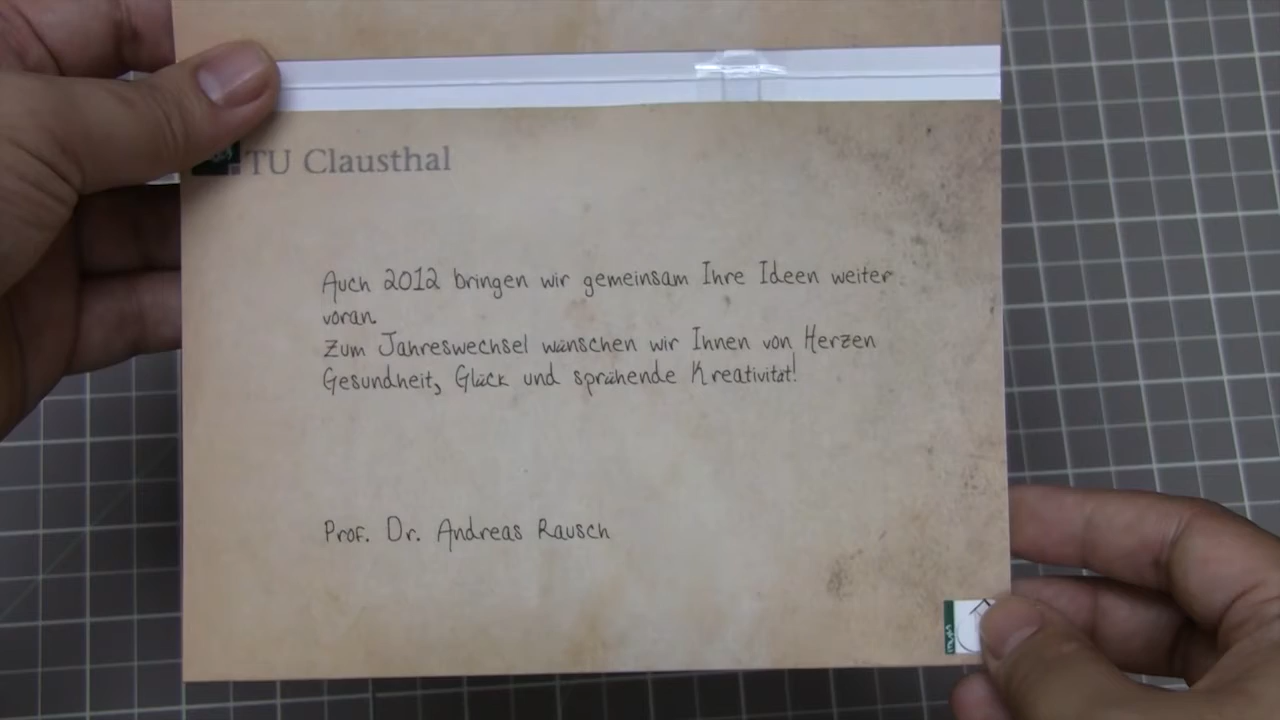 TU Clausthal
Auch 2012 bringen wir gemeinsam Ihre Ideen weiter
voran.
Zum Jahreswechsel wünschen wir Ihnen von Herzen
Gesundheit, Glück und sprühende Kreativität!
Prof. Dr. Andreas Rausch